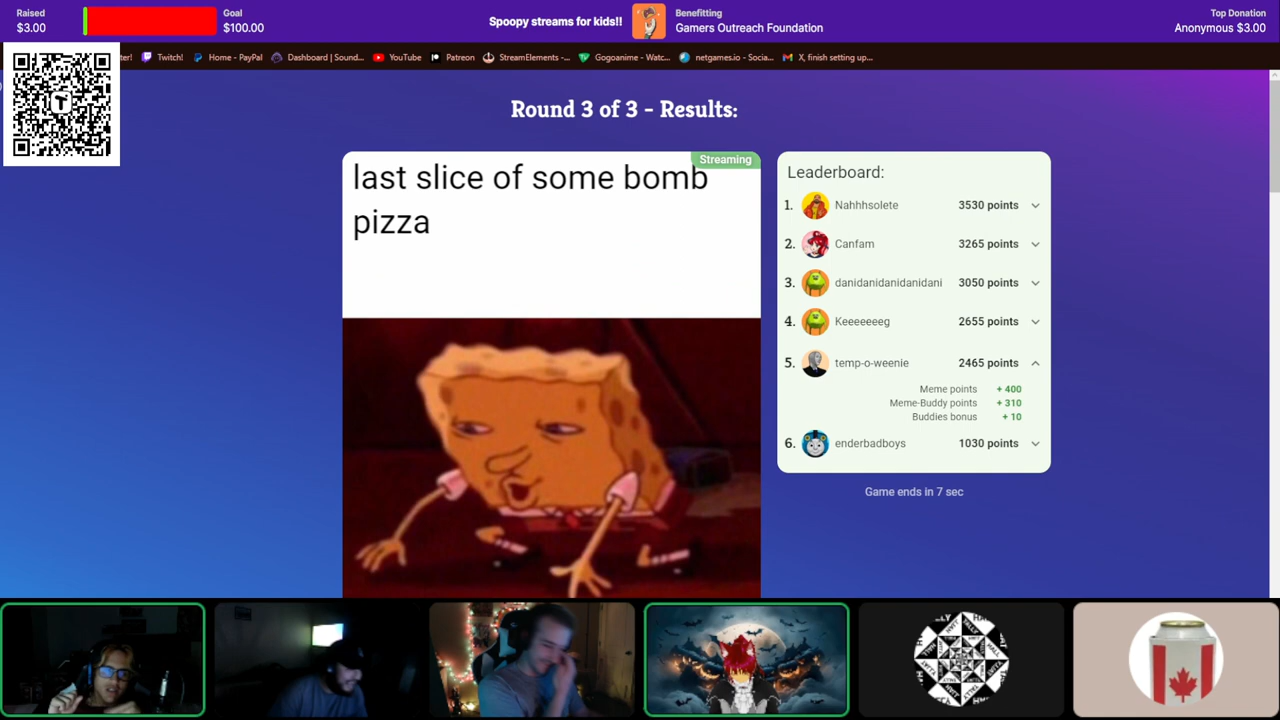 Raised
$3.00
Goal
$100.00
Spoopy streams for kids!!
Benefitting
Gamers Outreach Foundation
Top Donation
Anonymous $3.00
ter! Twitch! Home - PayPal Dashboard | Sound... YouTube Patreon StreamElements -... Gogoanime - Watc... netgames.io - Socia... X, finish setting up...
Round 3 of 3 - Results:
Streaming
last slice of some bomb
pizza
Leaderboard:
1. Nahhhsolete 3530 points
2. Canfam 3265 points
3. danidanidanidanidani 3050 points
4. Keeeeeeeg 2655 points
5. temp-o-weenie 2465 points
Meme points + 400
Meme-Buddy points + 310
Buddies bonus + 10
6. enderbadboys 1030 points
Game ends in 7 sec